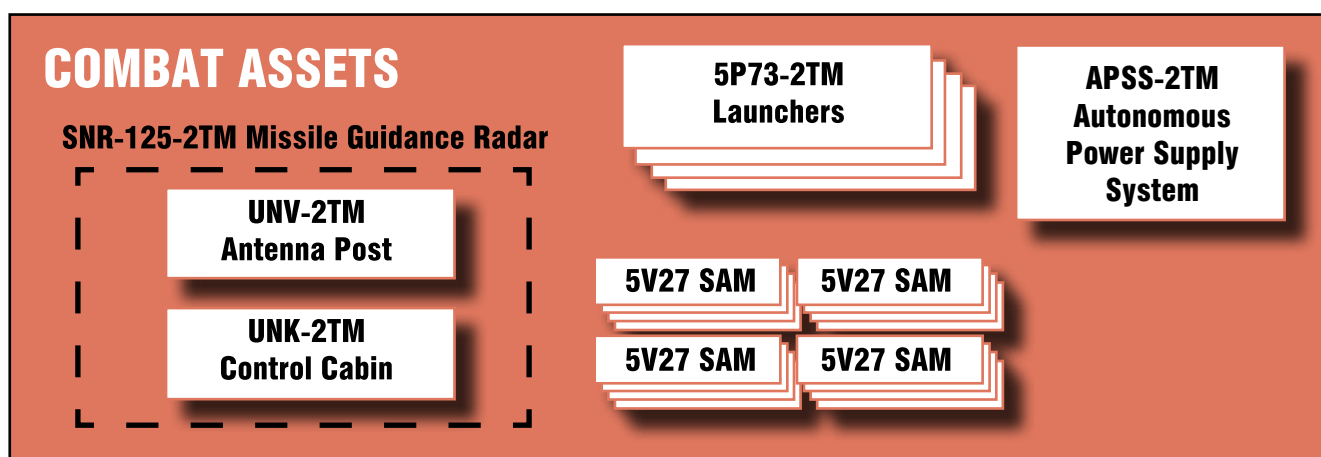 COMBAT ASSETS
SNR-125-2TM Missile Guidance Radar
UNV-2TM
Antenna Post
UNK-2TM
Control Cabin
5P73-2TM
Launchers
APSS-2TM
Autonomous
Power Supply
System
5V27 SAM
5V27 SAM
5V27 SAM
5V27 SAM